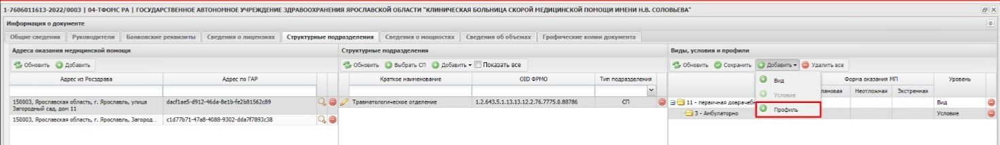 1-7606011613-2022/0003 | 04-ТФОМС РА | ГОСУДАРСТВЕННОЕ АВТОНОМНОЕ УЧРЕЖДЕНИЕ ЗДРАВООХРАНЕНИЯ ЯРОСЛАВСКОЙ ОБЛАСТИ "КЛИНИЧЕСКАЯ БОЛЬНИЦА СКОРОЙ МЕДИЦИНСКОЙ ПОМОЩИ ИМЕНИ Н.В. СОЛОВЬЕВА"
Информация о документе
Общие сведения Руководители Банковские реквизиты Сведения о лицензиях Структурные подразделения Сведения о мощностях Сведения об объемах Графические копии документа
Адреса оказания медицинской помощи Структурные подразделения Виды, условия и профили
Обновить Добавить Обновить Выбрать СП Добавить Показать все Обновить Сохранить Добавить Удалить все
Адрес из Росздрава Адрес по ГАР Краткое наименование OID ФРМО Тип подразделения Вид Форма оказания МП Уровень
Условие лановая Неотложная Экстренная
150003, Ярославская область, г. Ярославль, улица dacf1ae5-d912-46da-8e1b-fe2b81562c89 Травматологическое отделение 1.2.643.5.1.13.13.12.2.76.7775.0.88786 СП 11 - первичная доврачебн Вид
Загородный сад, дом 11
Профиль
3 - Амбулаторно Условие
150003, Ярославская область, г. Ярославль, Загород... c1d77b71-47a8-4088-9302-dda7f7893c38